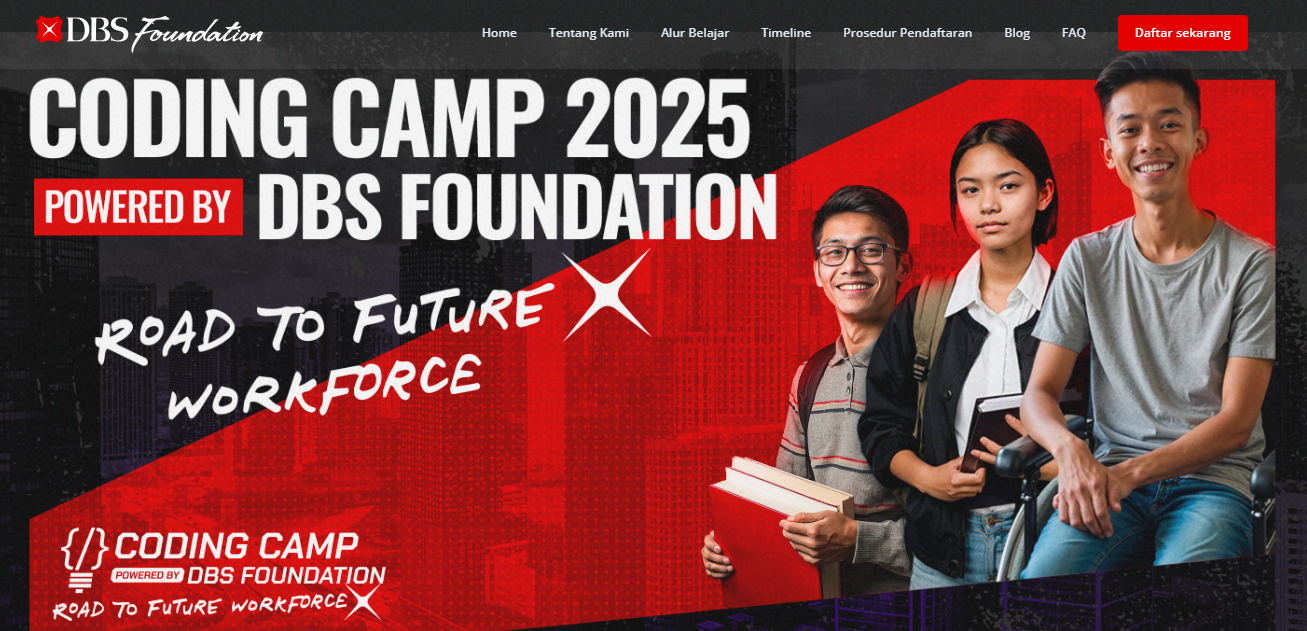 DBS Foundation
Home Tentang Kami Alur Belajar Timeline Prosedur Pendaftaran Blog FAQ Daftar sekarang
CODING CAMP 2025
POWERED BY DBS FOUNDATION
ROAD TO FUTURE
WORKFORCE
{/} CODING CAMP
POWERED BY DBS FOUNDATION
ROAD TO FUTURE WORKFORCE